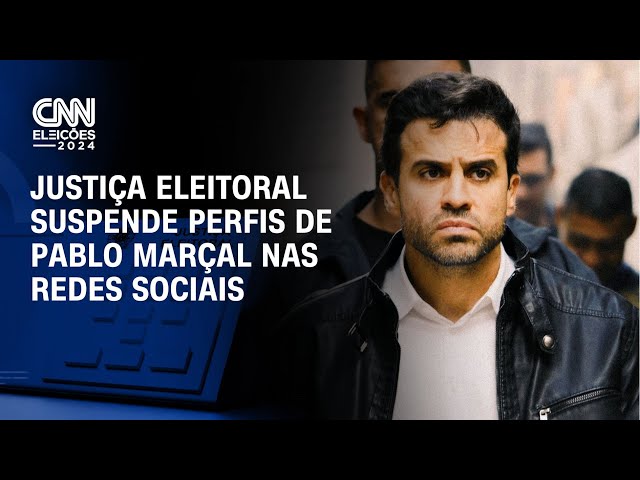 CNN
ELEIÇÕES
2024
JUSTIÇA ELEITORAL
SUSPENDE PERFIS DE
PABLO MARÇAL NAS
REDES SOCIAIS